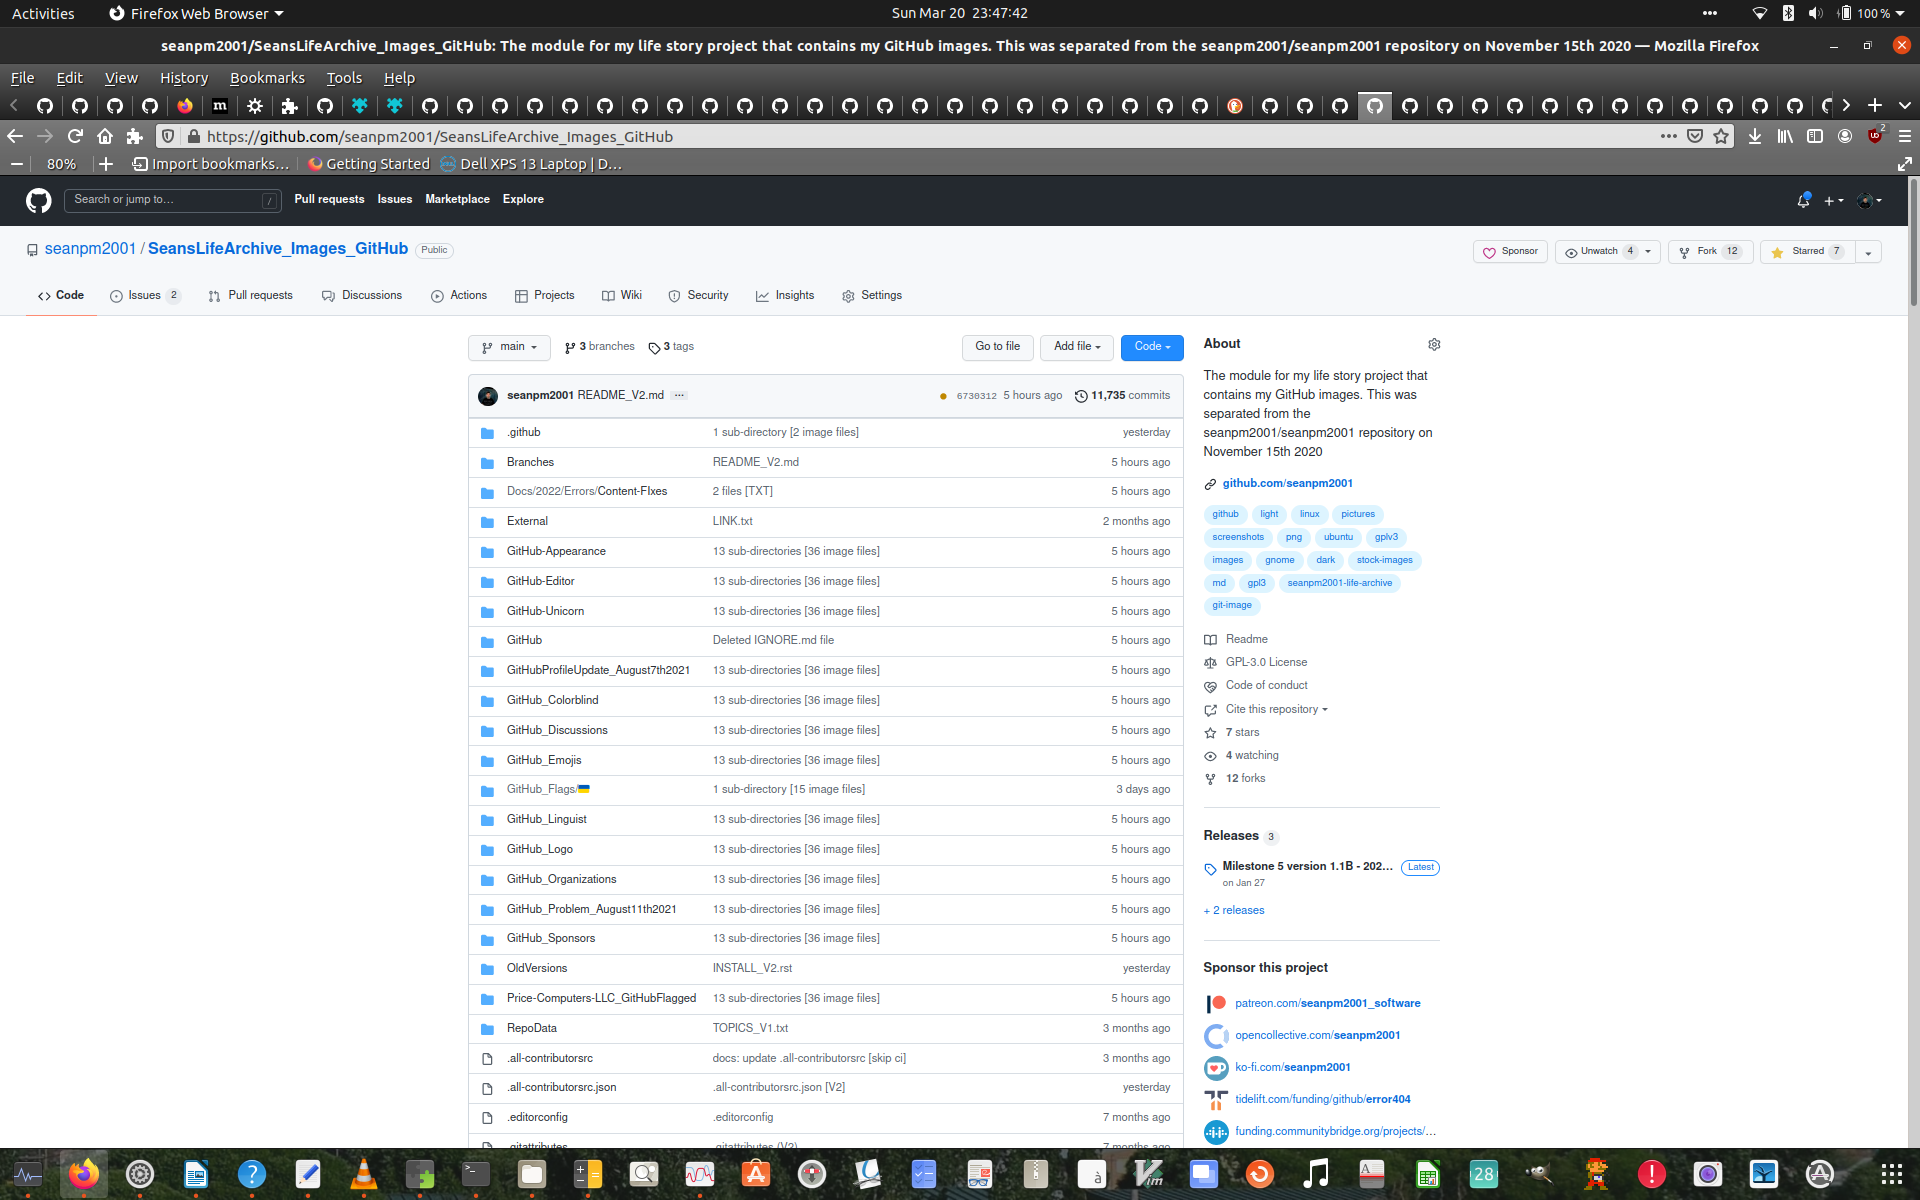 Activities
Firefox Web Browser
Sun Mar 20 23:47:42
100 %
seanpm2001/SeansLifeArchive_Images_GitHub: The module for my life story project that contains my GitHub images. This was separated from the seanpm2001/seanpm2001 repository on November 15th 2020 — Mozilla Firefox
File Edit View History Bookmarks Tools Help
https://github.com/seanpm2001/SeansLifeArchive_Images_GitHub
2
80%
Import bookmarks…
Getting Started
Dell XPS 13 Laptop | D…
Search or jump to…
/
Pull requests Issues Marketplace Explore
seanpm2001 / SeansLifeArchive_Images_GitHub Public
Sponsor
Unwatch 4
Fork 12
Starred 7
Code
Issues 2
Pull requests
Discussions
Actions
Projects
Wiki
Security
Insights
Settings
main
3 branches
3 tags
Go to file
Add file
Code
seanpm2001 README_V2.md
6730312 5 hours ago
11,735 commits
.github 1 sub-directory [2 image files] yesterday
Branches README_V2.md 5 hours ago
Docs/2022/Errors/Content-FIxes 2 files [TXT] 5 hours ago
External LINK.txt 2 months ago
GitHub-Appearance 13 sub-directories [36 image files] 5 hours ago
GitHub-Editor 13 sub-directories [36 image files] 5 hours ago
GitHub-Unicorn 13 sub-directories [36 image files] 5 hours ago
GitHub Deleted IGNORE.md file 5 hours ago
GitHubProfileUpdate_August7th2021 13 sub-directories [36 image files] 5 hours ago
GitHub_Colorblind 13 sub-directories [36 image files] 5 hours ago
GitHub_Discussions 13 sub-directories [36 image files] 5 hours ago
GitHub_Emojis 13 sub-directories [36 image files] 5 hours ago
GitHub_Flags/🇺🇦 1 sub-directory [15 image files] 3 days ago
GitHub_Linguist 13 sub-directories [36 image files] 5 hours ago
GitHub_Logo 13 sub-directories [36 image files] 5 hours ago
GitHub_Organizations 13 sub-directories [36 image files] 5 hours ago
GitHub_Problem_August11th2021 13 sub-directories [36 image files] 5 hours ago
GitHub_Sponsors 13 sub-directories [36 image files] 5 hours ago
OldVersions INSTALL_V2.rst yesterday
Price-Computers-LLC_GitHubFlagged 13 sub-directories [36 image files] 5 hours ago
RepoData TOPICS_V1.txt 3 months ago
.all-contributorsrc docs: update .all-contributorsrc [skip ci] 3 months ago
.all-contributorsrc.json .all-contributorsrc.json [V2] yesterday
.editorconfig .editorconfig 7 months ago
.gitattributes .gitattributes (V2) 7 months ago
About
The module for my life story project that
contains my GitHub images. This was
separated from the
seanpm2001/seanpm2001 repository on
November 15th 2020
github.com/seanpm2001
github light linux pictures
screenshots png ubuntu gplv3
images gnome dark stock-images
md gpl3 seanpm2001-life-archive
git-image
Readme
GPL-3.0 License
Code of conduct
Cite this repository
7 stars
4 watching
12 forks
Releases 3
Milestone 5 version 1.1B - 202… Latest
on Jan 27
+ 2 releases
Sponsor this project
patreon.com/seanpm2001_software
opencollective.com/seanpm2001
ko-fi.com/seanpm2001
tidelift.com/funding/github/error404
funding.communitybridge.org/projects/…
28